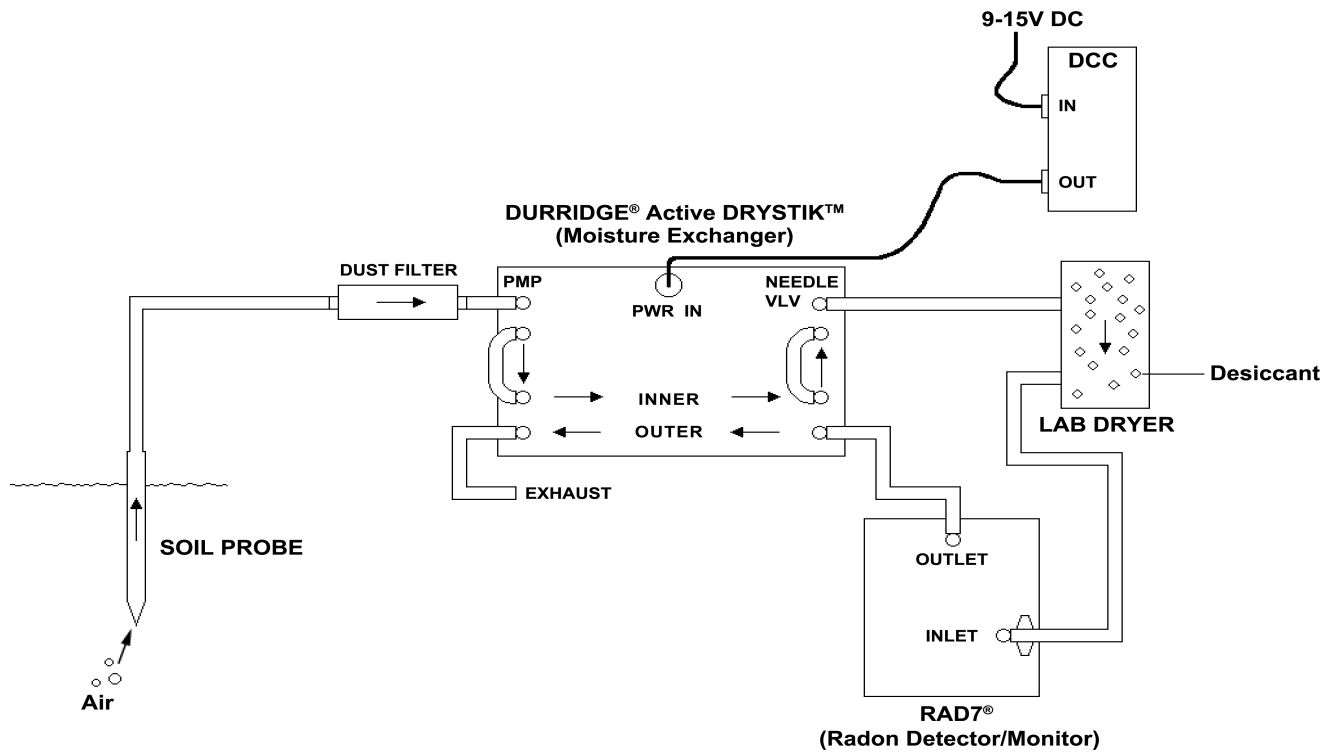 9-15V DC
DCC
IN
OUT
DURRIDGE® Active DRYSTIK™
(Moisture Exchanger)
DUST FILTER
PMP
PWR IN
NEEDLE
VLV
INNER
OUTER
EXHAUST
Desiccant
LAB DRYER
SOIL PROBE
OUTLET
INLET
Air
RAD7®
(Radon Detector/Monitor)